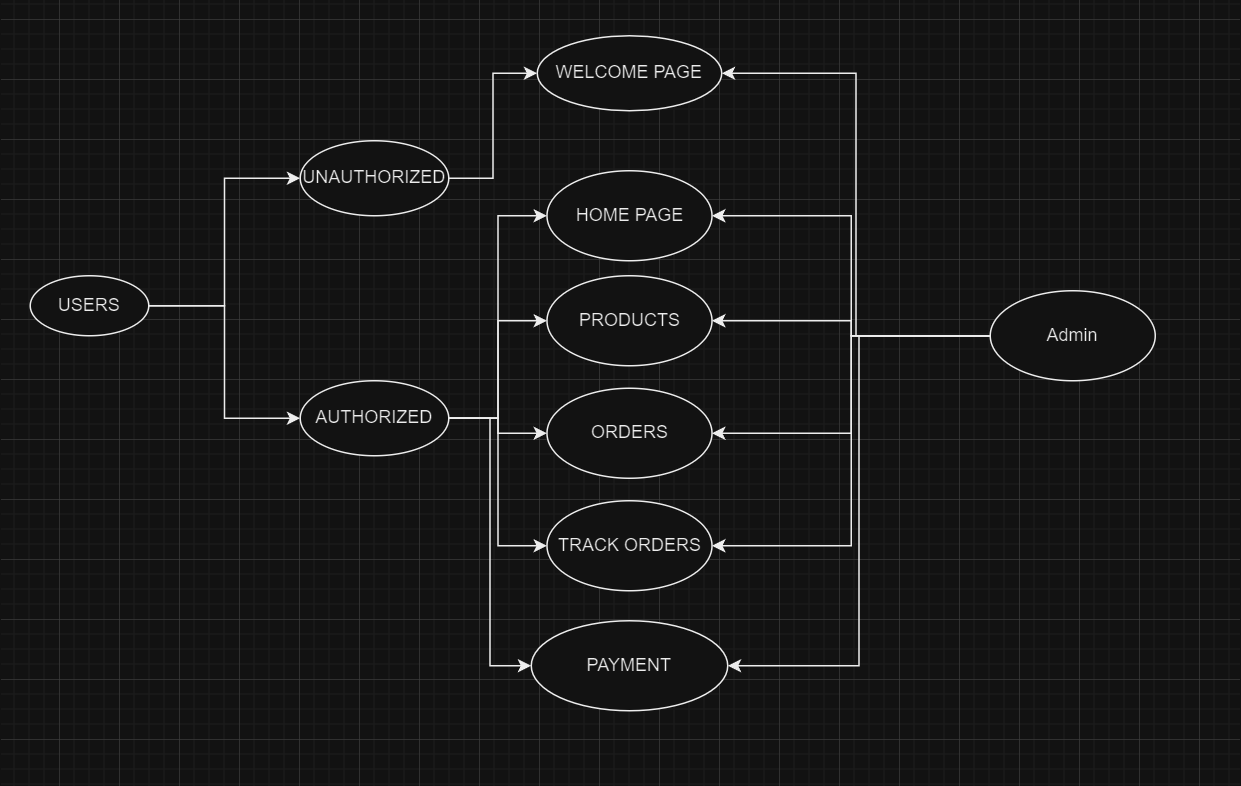 WELCOME PAGE
UNAUTHORIZED
HOME PAGE
USERS
PRODUCTS
Admin
AUTHORIZED
ORDERS
TRACK ORDERS
PAYMENT